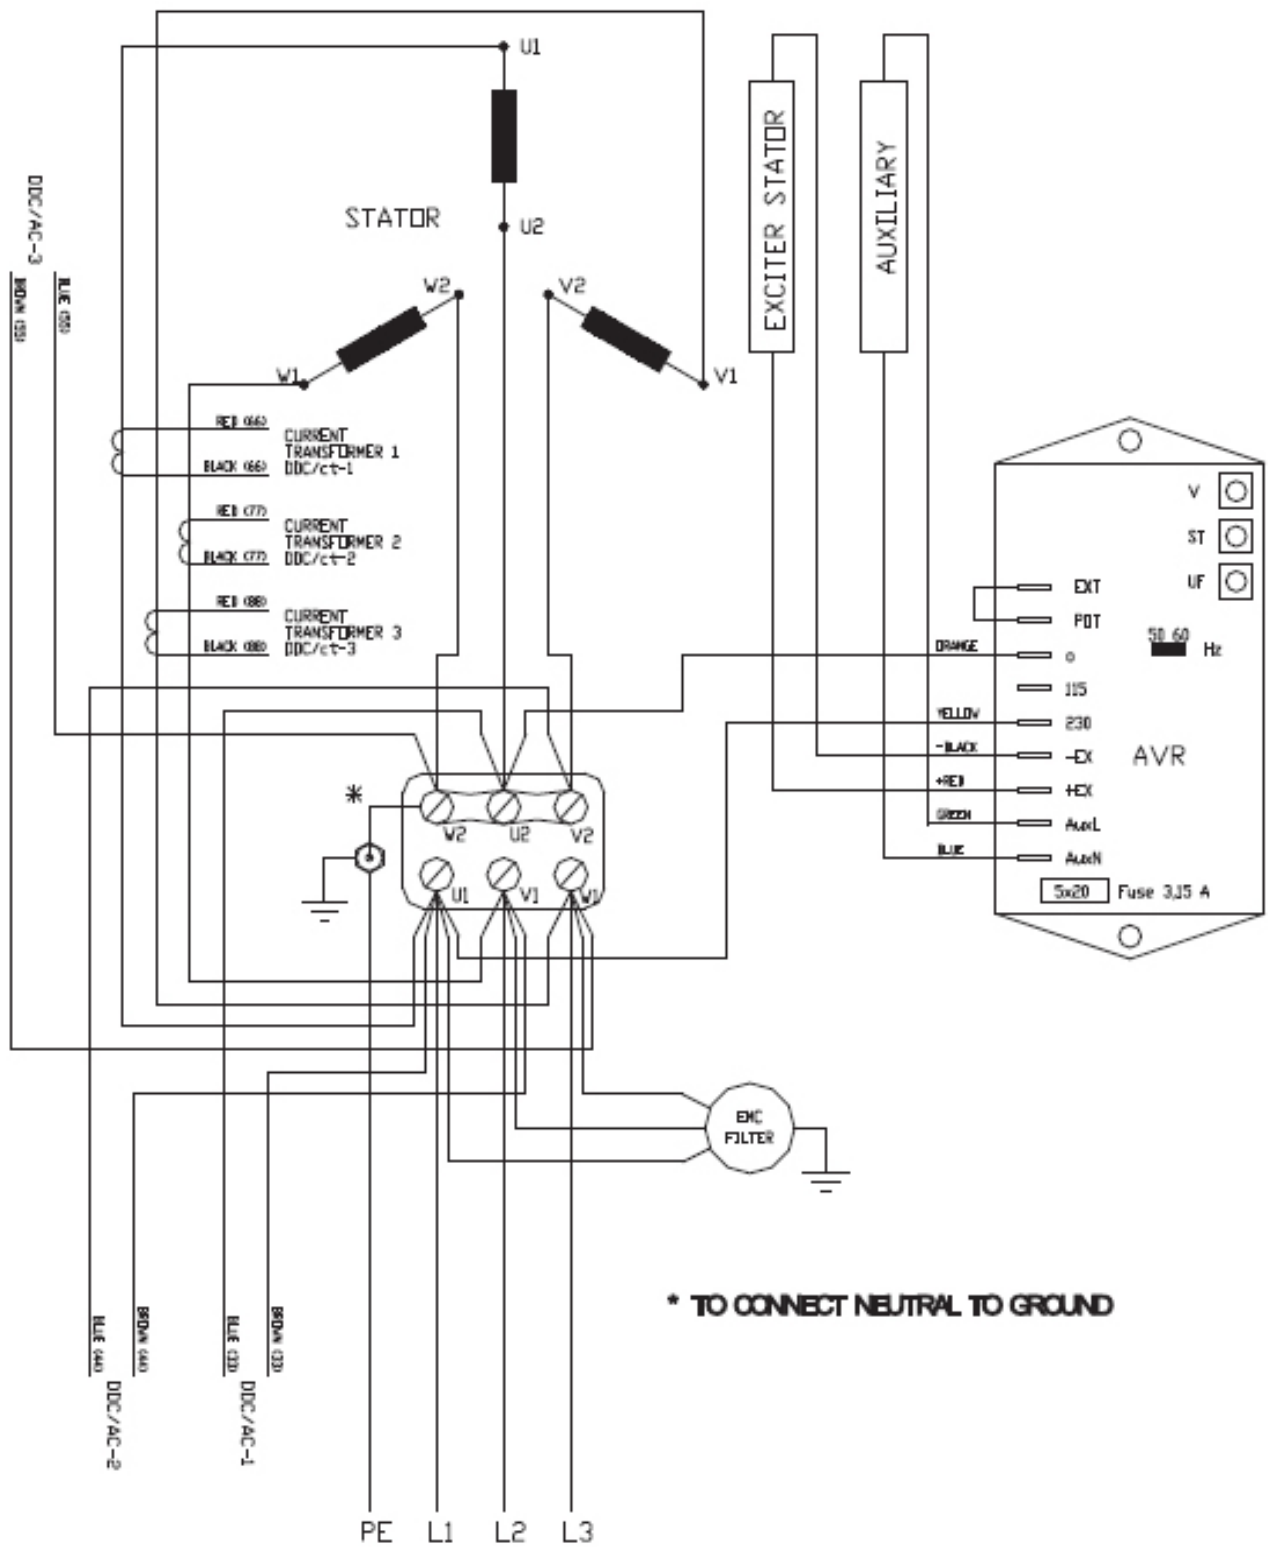 U1
STATOR
U2
W2
V2
W1
V1
EXCITER STATOR
AUXILIARY
DDC/AC-3
BROWN (55)
BLUE (55)
RED (66)
CURRENT
TRANSFORMER 1
BLACK (66)
DDC/ct-1
RED (77)
CURRENT
TRANSFORMER 2
BLACK (77)
DDC/ct-2
RED (88)
CURRENT
TRANSFORMER 3
BLACK (88)
DDC/ct-3
V
ST
UF
EXT
POT
50 60
Hz
ORANGE
0
115
YELLOW
230
-BLACK
-EX
AVR
+RED
+EX
GREEN
AuxL
BLUE
AuxN
5x20
Fuse 3,15 A
*
W2
U2
V2
U1
V1
W1
EMC
FILTER
* TO CONNECT NEUTRAL TO GROUND
BLUE (44)
BROWN (44)
BLUE (33)
BROWN (33)
DDC/AC-2
DDC/AC-1
PE
L1
L2
L3